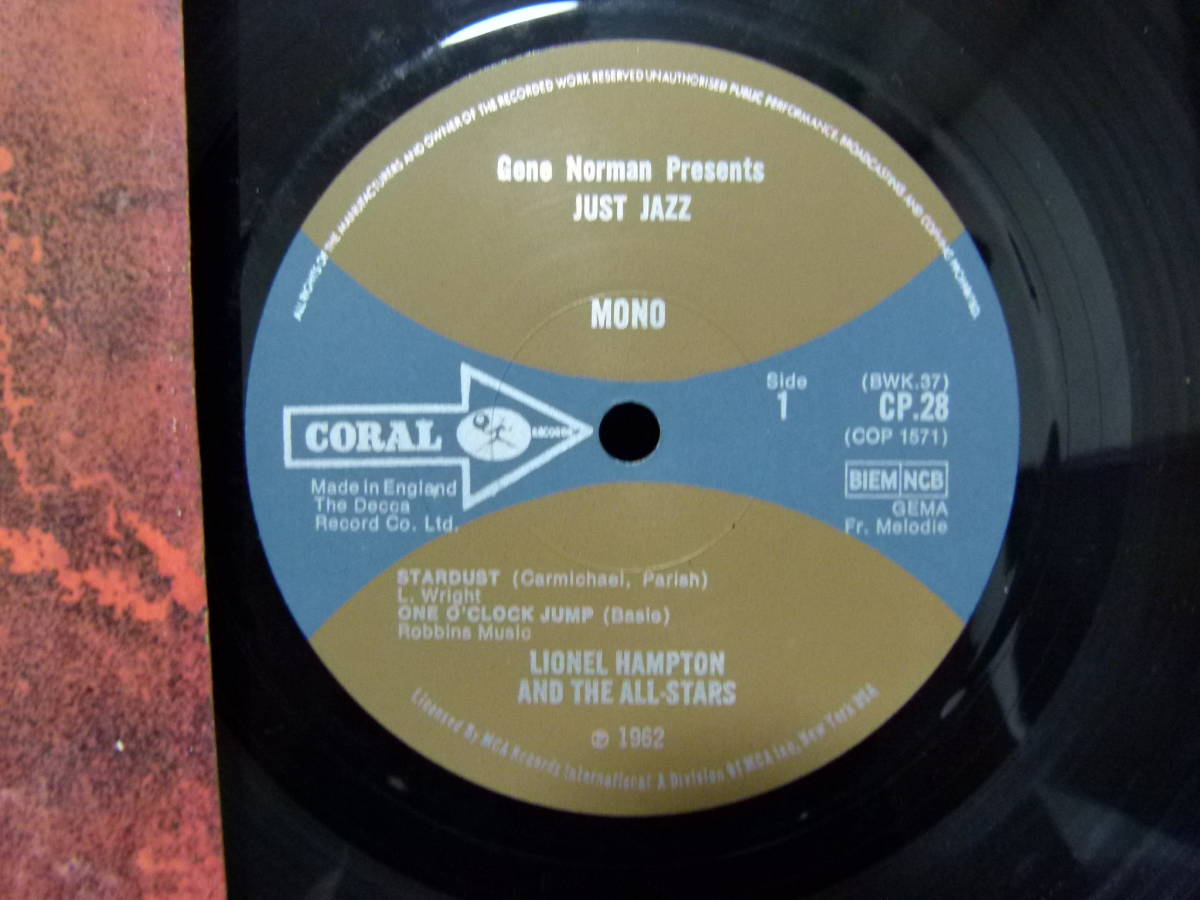 ALL RIGHTS OF THE MANUFACTURERS AND OWNER OF THE RECORDED WORK RESERVED UNAUTHORISED PUBLIC PERFORMANCE, BROADCASTING AND COPYING PROHIBITED.
Gene Norman Presents
JUST JAZZ
MONO
Side
1
(BWK.37)
CP.28
(COP 1571)
CORAL
RECORDS
BIEM NCB
GEMA
Fr. Melodie
Made in England
The Decca
Record Co. Ltd.
STARDUST (Carmichael, Parish)
L. Wright
ONE O'CLOCK JUMP (Basie)
Robbins Music
LIONEL HAMPTON
AND THE ALL-STARS
℗ 1962
Licensed By MCA Records International A Division Of MCA Inc, New York USA